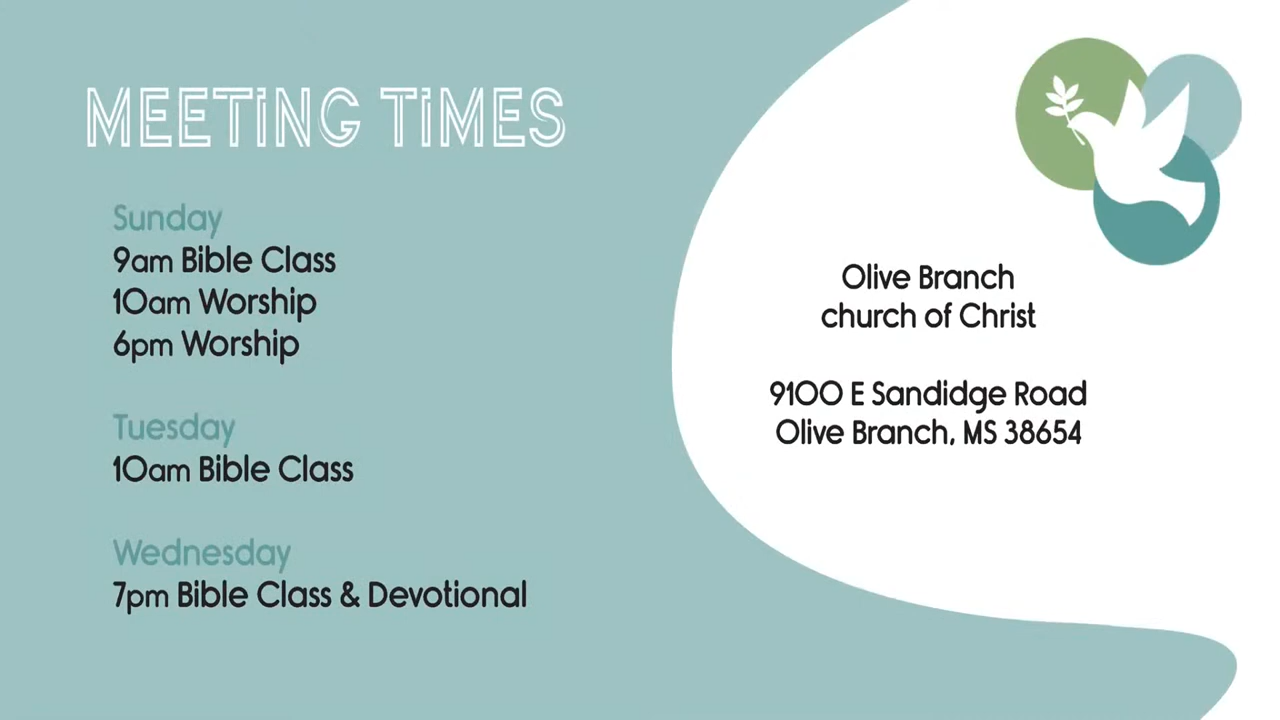 MEETING TIMES
Sunday
9am Bible Class
10am Worship
6pm Worship
Tuesday
10am Bible Class
Wednesday
7pm Bible Class & Devotional
Olive Branch
church of Christ
9100 E Sandidge Road
Olive Branch, MS 38654